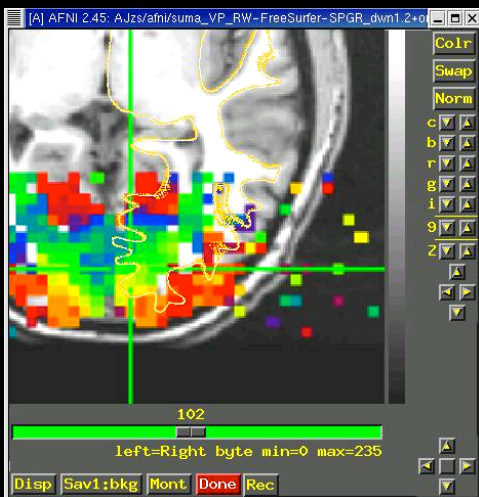 [A] AFNI 2.45: AJzs/afni/suma_VP_RW-FreeSurfer-SPGR_dwn1.2+or
Colr
Swap
Norm
c
b
r
g
i
9
Z
102
left=Right byte min=0 max=235
Disp Sav1:bkg Mont Done Rec